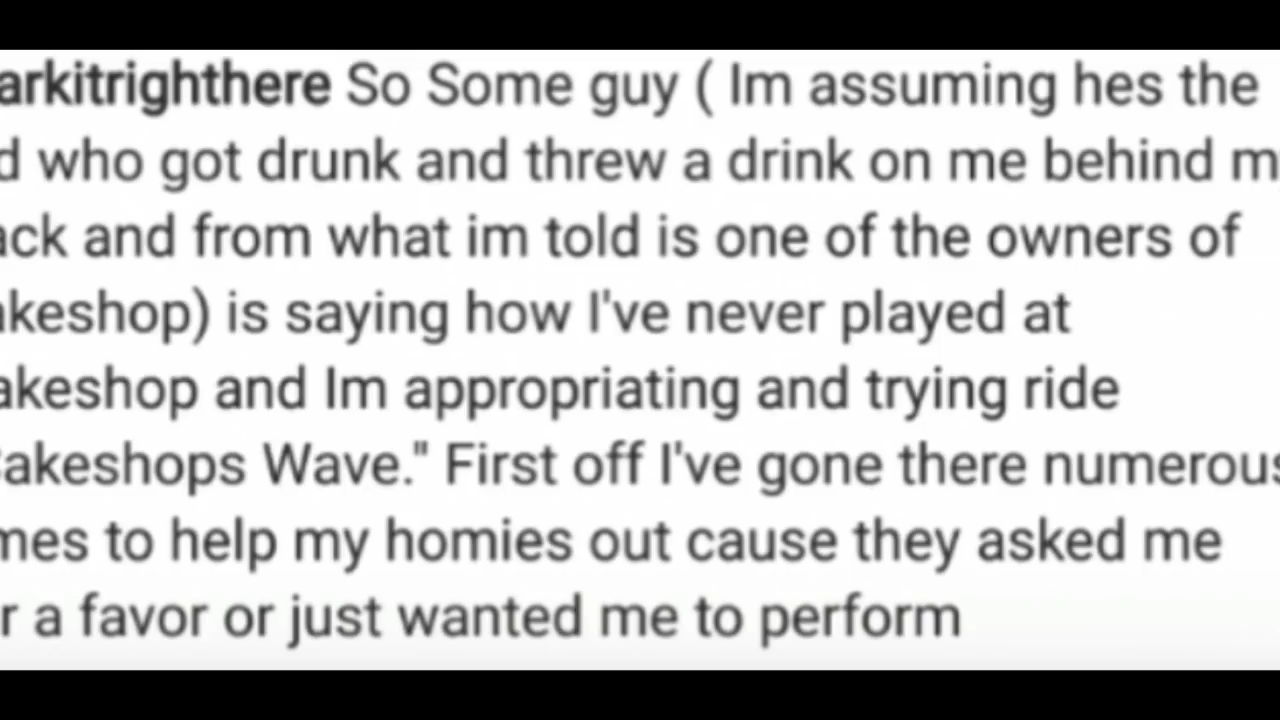 arkitrighthere So Some guy ( Im assuming hes the
d who got drunk and threw a drink on me behind m
ack and from what im told is one of the owners of
akeshop) is saying how I've never played at
akeshop and Im appropriating and trying ride
akeshops Wave." First off I've gone there numerous
mes to help my homies out cause they asked me
r a favor or just wanted me to perform